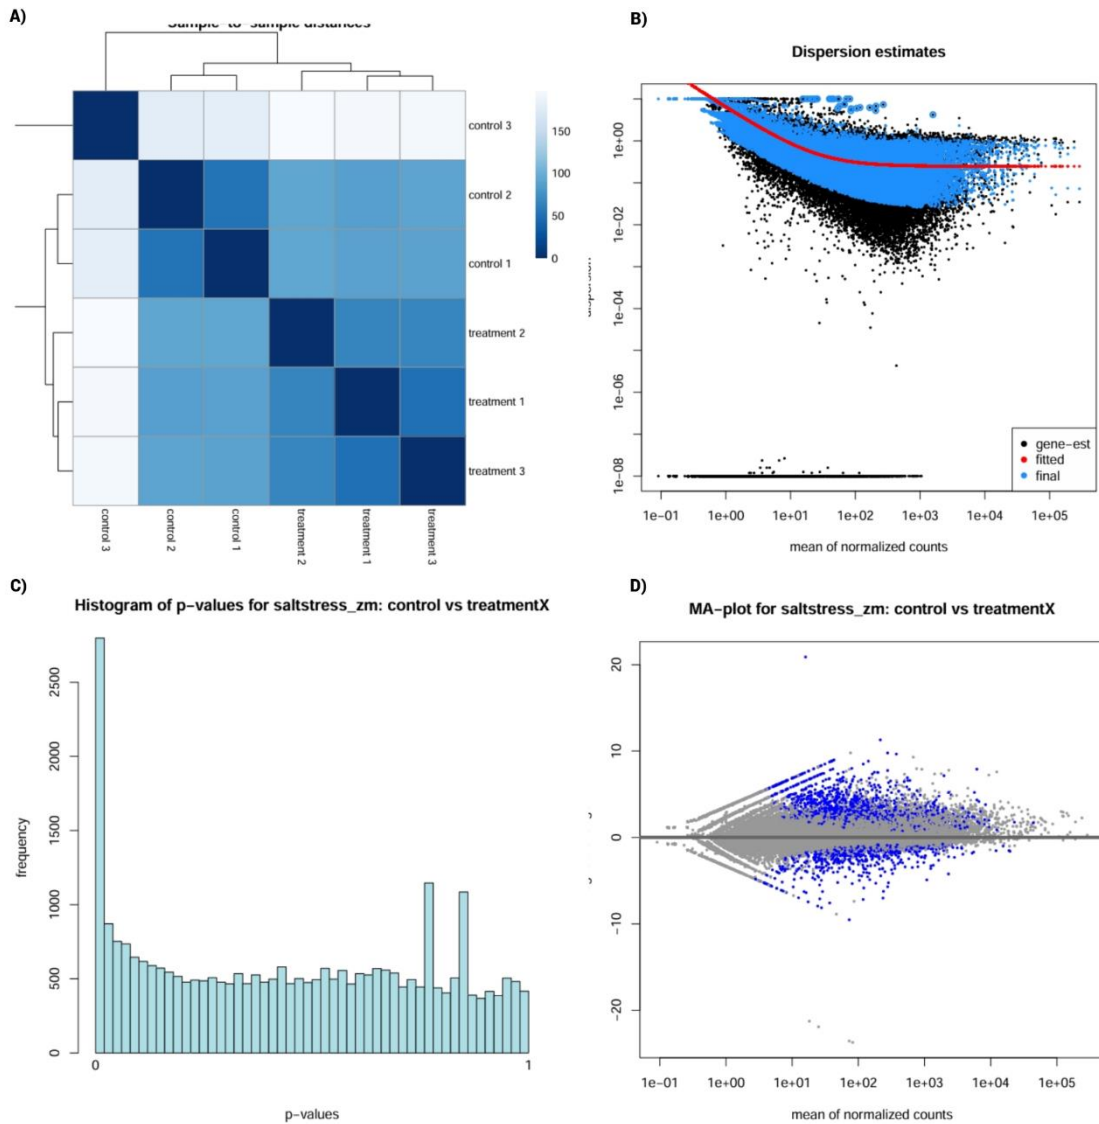 A)
Sample-to-sample distances
control 3
control 2
control 1
treatment 2
treatment 1
treatment 3
150
100
50
0
control 3
control 2
control 1
treatment 2
treatment 1
treatment 3
B)
Dispersion estimates
dispersion
1e+00
1e-02
1e-04
1e-06
1e-08
gene-est
fitted
final
1e-01 1e+00 1e+01 1e+02 1e+03 1e+04 1e+05
mean of normalized counts
C)
Histogram of p-values for saltstress_zm: control vs treatmentX
frequency
2500
2000
1500
1000
500
0
0 1
p-values
D)
MA-plot for saltstress_zm: control vs treatmentX
20
10
0
-10
-20
1e-01 1e+00 1e+01 1e+02 1e+03 1e+04 1e+05
mean of normalized counts